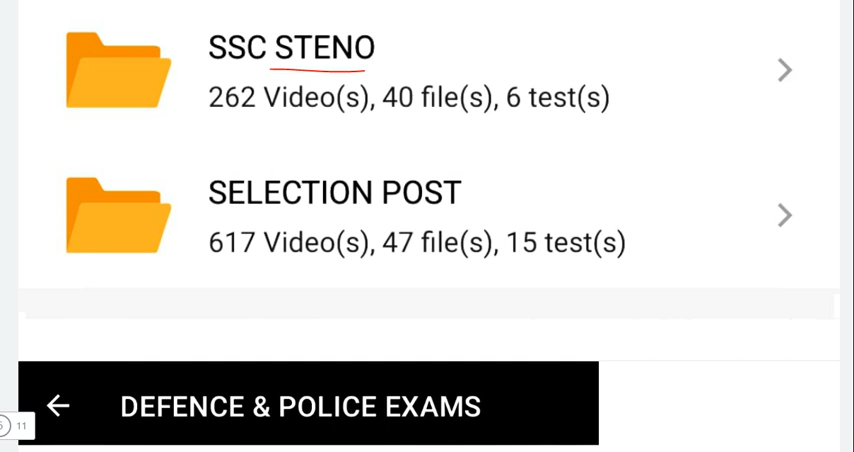 SSC STENO
262 Video(s), 40 file(s), 6 test(s)
SELECTION POST
617 Video(s), 47 file(s), 15 test(s)
DEFENCE & POLICE EXAMS
11